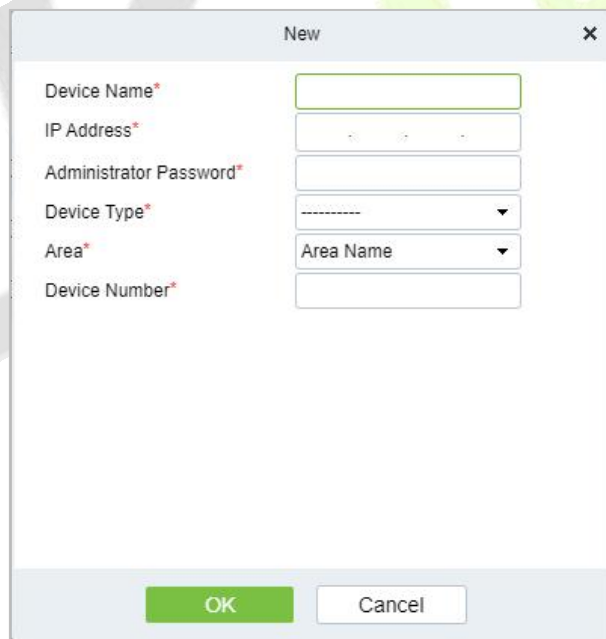 New ×
Device Name*
IP Address* . . .
Administrator Password*
Device Type* ----------
Area* Area Name
Device Number*
OK Cancel